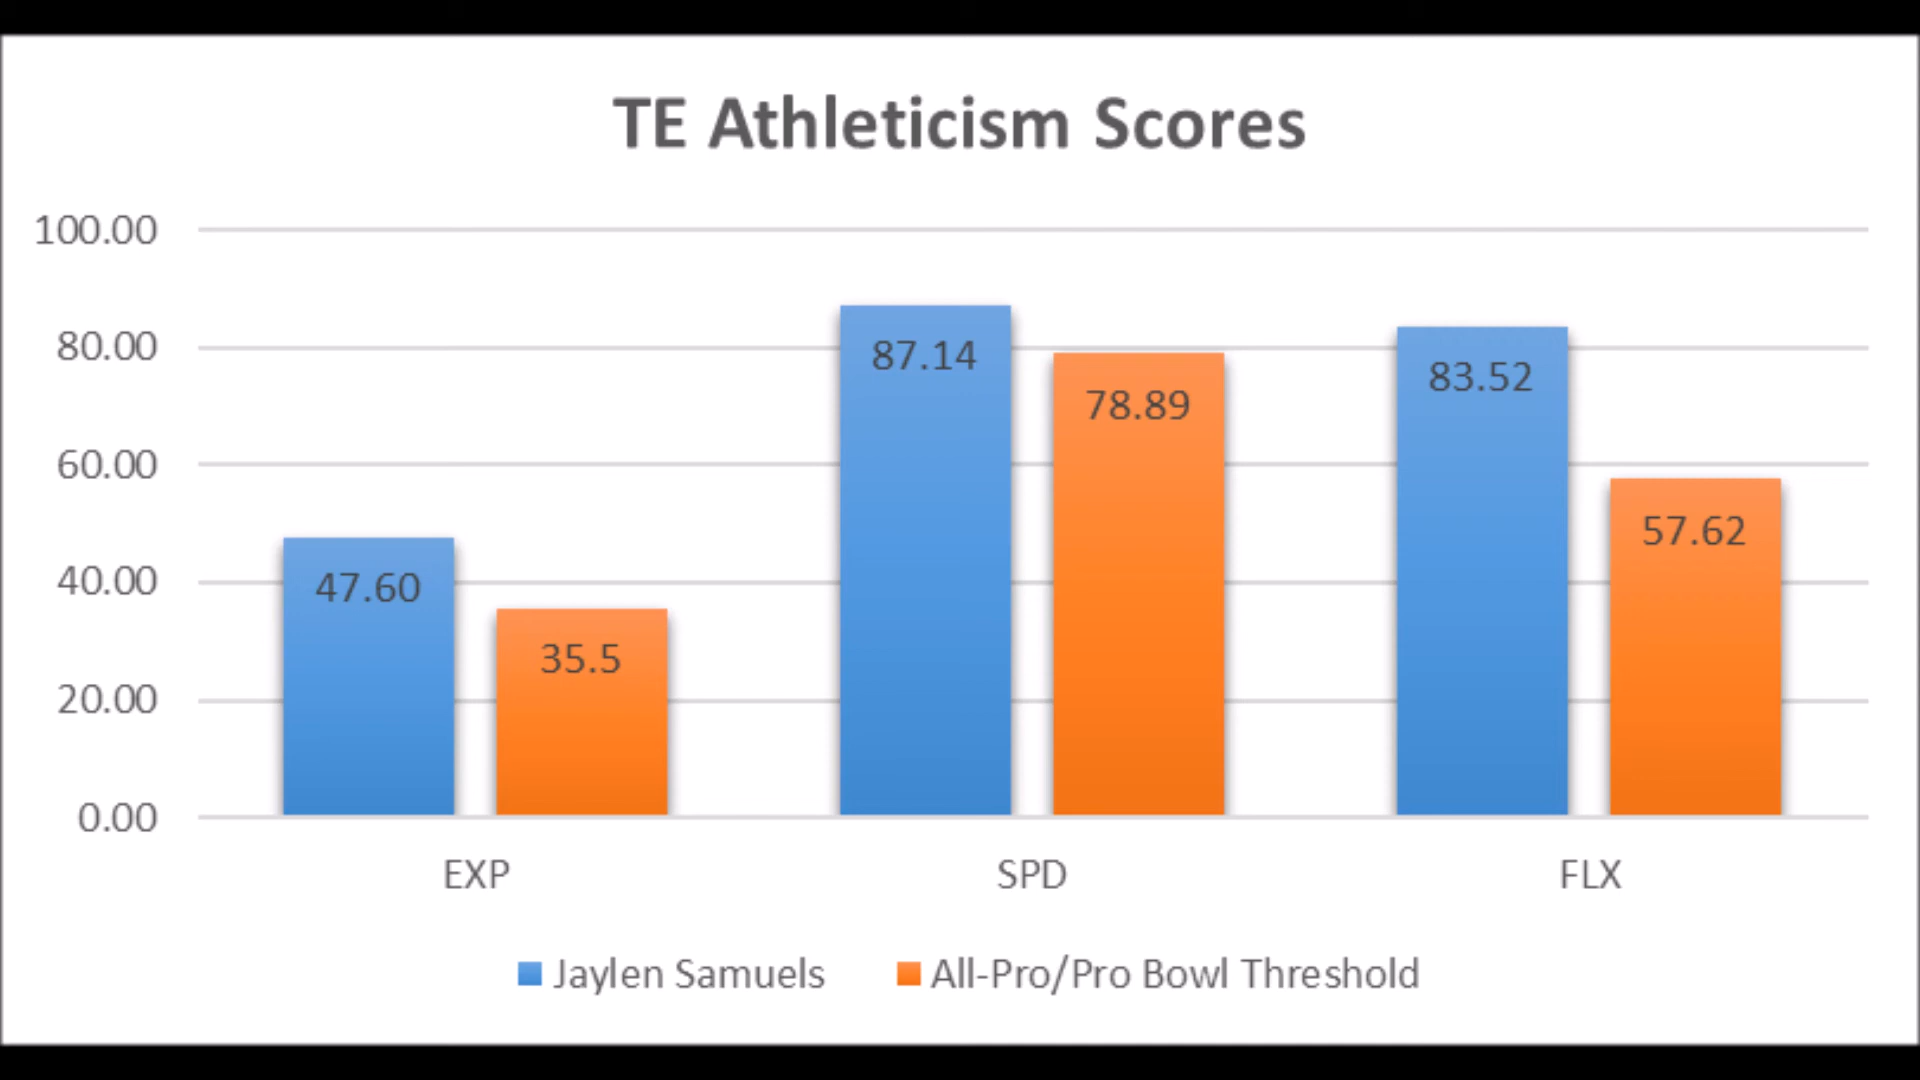 TE Athleticism Scores
100.00
80.00
60.00
40.00
20.00
0.00
47.60
35.5
87.14
78.89
83.52
57.62
EXP
SPD
FLX
Jaylen Samuels
All-Pro/Pro Bowl Threshold